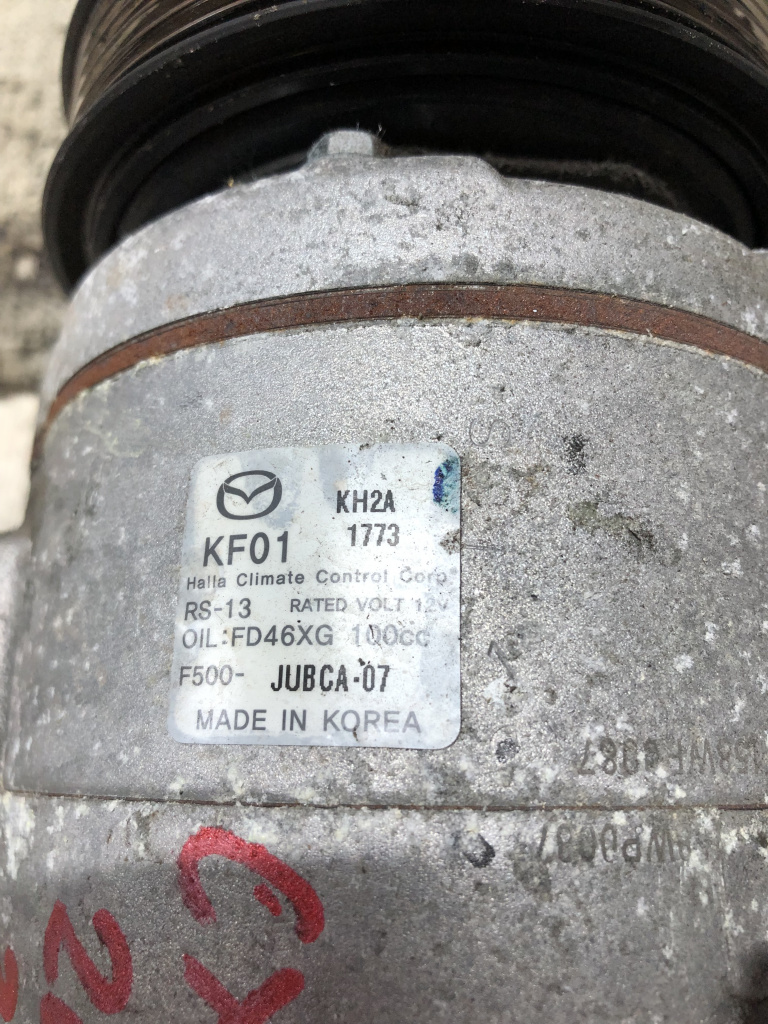 KH2A
1773
KF01
Halla Climate Control Corp
RS-13 RATED VOLT 12V
OIL:FD46XG 100cc
F500- JUBCA-07
MADE IN KOREA